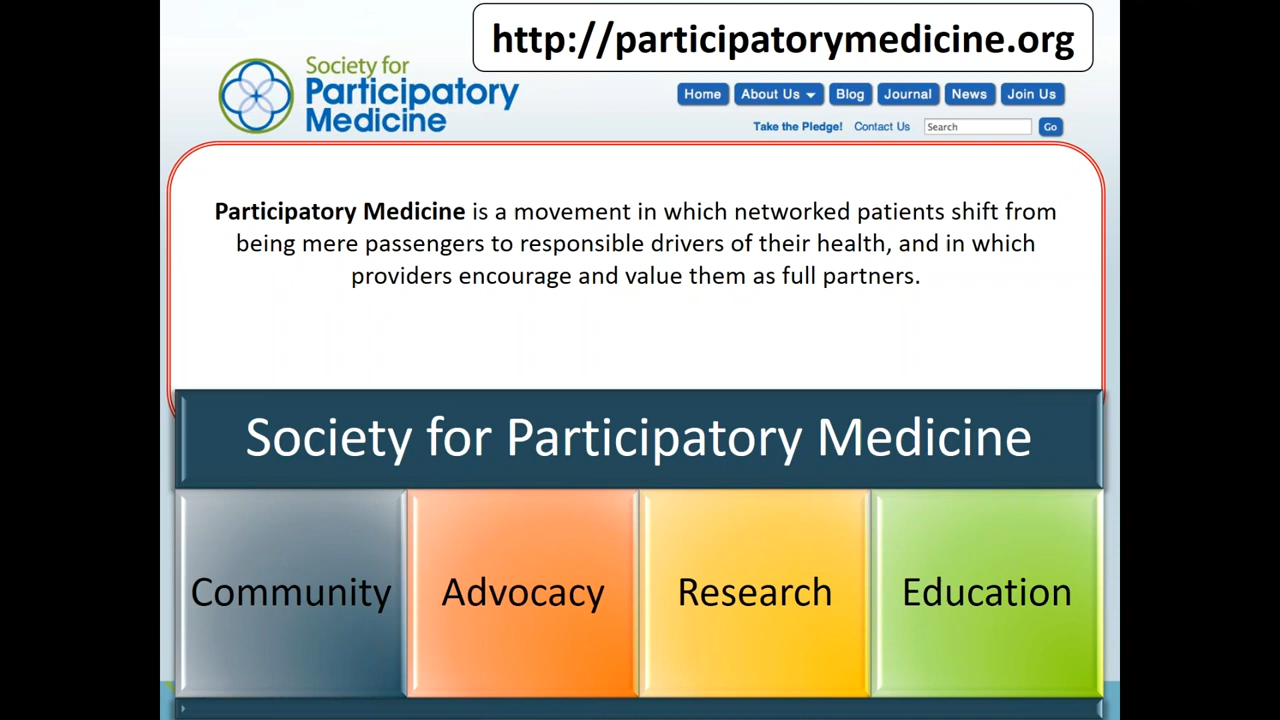 http://participatorymedicine.org
Society for
Participatory
Medicine
Home About Us Blog Journal News Join Us
Take the Pledge! Contact Us Search Go
Participatory Medicine is a movement in which networked patients shift from
being mere passengers to responsible drivers of their health, and in which
providers encourage and value them as full partners.
Society for Participatory Medicine
Community Advocacy Research Education